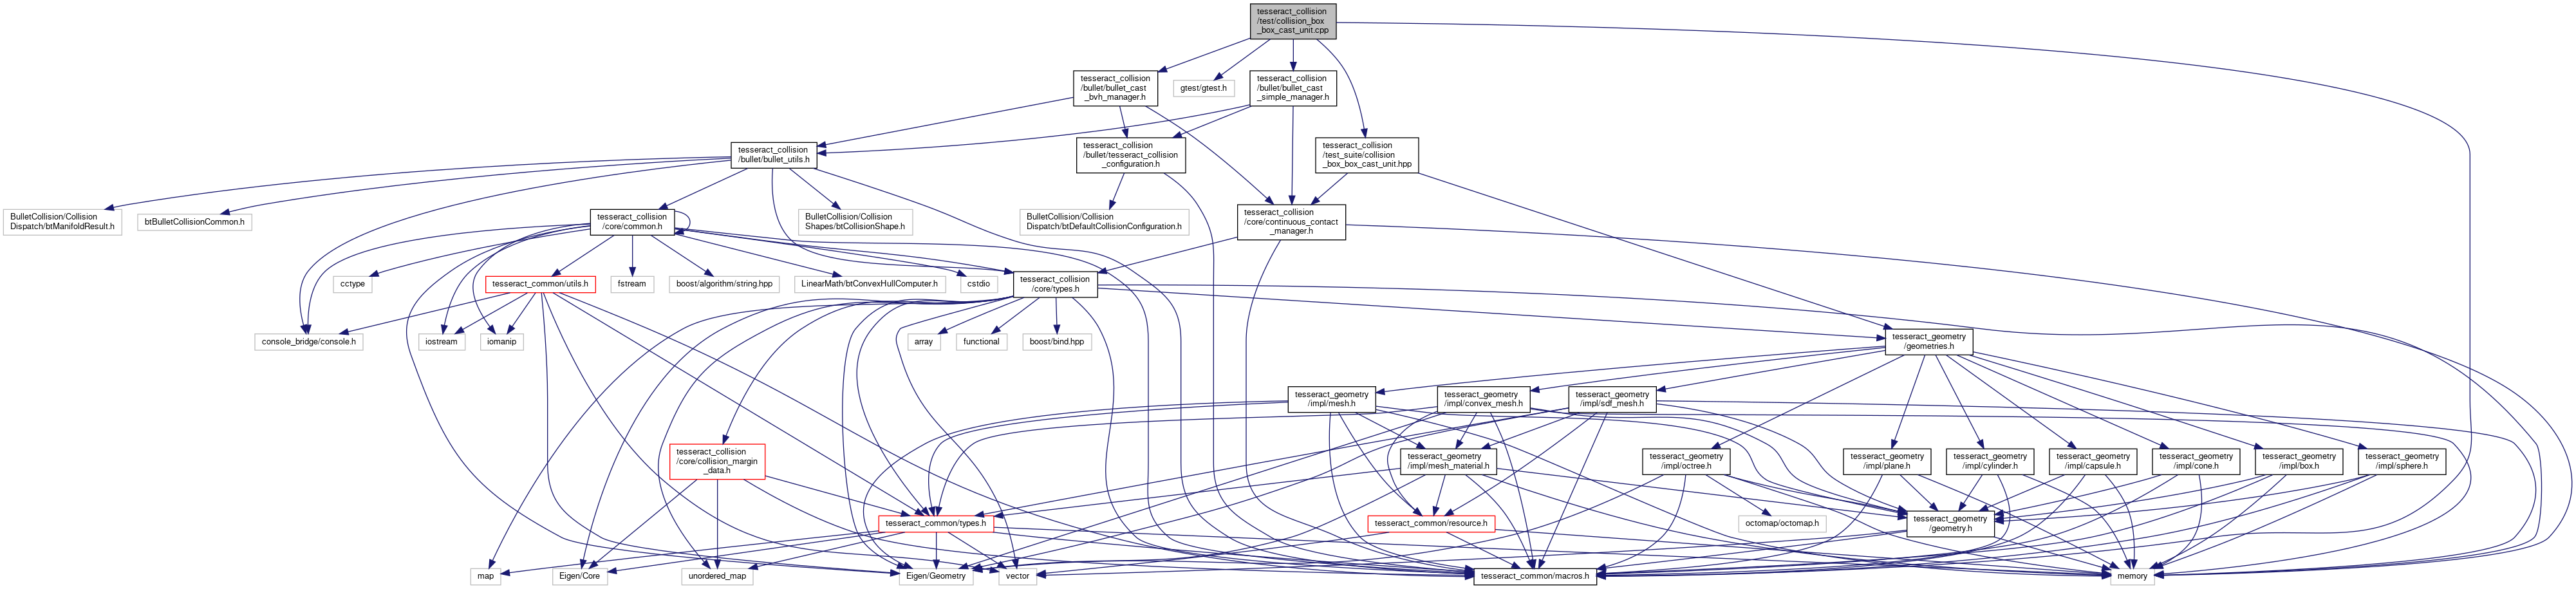 tesseract_collision
/test/collision_box
_box_cast_unit.cpp
tesseract_collision
/bullet/bullet_cast
_bvh_manager.h
gtest/gtest.h
tesseract_collision
/bullet/bullet_cast
_simple_manager.h
tesseract_collision
/bullet/bullet_utils.h
tesseract_collision
/bullet/tesseract_collision
_configuration.h
tesseract_collision
/test_suite/collision
_box_box_cast_unit.hpp
BulletCollision/Collision
Dispatch/btManifoldResult.h
btBulletCollisionCommon.h
tesseract_collision
/core/common.h
BulletCollision/Collision
Shapes/btCollisionShape.h
BulletCollision/Collision
Dispatch/btDefaultCollisionConfiguration.h
tesseract_collision
/core/continuous_contact
_manager.h
cctype
tesseract_common/utils.h
fstream
boost/algorithm/string.hpp
LinearMath/btConvexHullComputer.h
cstdio
tesseract_collision
/core/types.h
console_bridge/console.h
iostream
iomanip
array
functional
boost/bind.hpp
tesseract_geometry
/geometries.h
tesseract_geometry
/impl/mesh.h
tesseract_geometry
/impl/convex_mesh.h
tesseract_geometry
/impl/sdf_mesh.h
tesseract_collision
/core/collision_margin
_data.h
tesseract_geometry
/impl/mesh_material.h
tesseract_geometry
/impl/octree.h
tesseract_geometry
/impl/plane.h
tesseract_geometry
/impl/cylinder.h
tesseract_geometry
/impl/capsule.h
tesseract_geometry
/impl/cone.h
tesseract_geometry
/impl/box.h
tesseract_geometry
/impl/sphere.h
tesseract_common/types.h
tesseract_common/resource.h
octomap/octomap.h
tesseract_geometry
/geometry.h
map
Eigen/Core
unordered_map
Eigen/Geometry
vector
tesseract_common/macros.h
memory